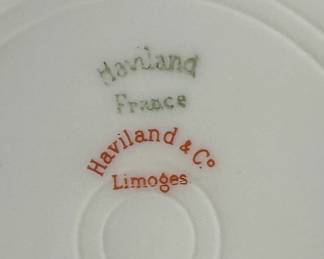 Haviland
France
Haviland & Co
Limoges